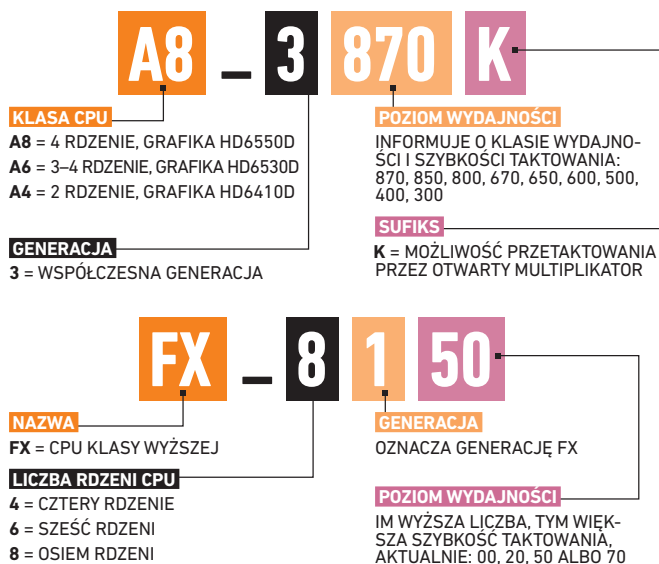 A8 – 3 870 K
KLASA CPU
A8 = 4 RDZENIE, GRAFIKA HD6550D
A6 = 3–4 RDZENIE, GRAFIKA HD6530D
A4 = 2 RDZENIE, GRAFIKA HD6410D
GENERACJA
3 = WSPÓŁCZESNA GENERACJA
POZIOM WYDAJNOŚCI
INFORMUJE O KLASIE WYDAJNO-
ŚCI I SZYBKOŚCI TAKTOWANIA:
870, 850, 800, 670, 650, 600, 500,
400, 300
SUFIKS
K = MOŻLIWOŚĆ PRZETAKTOWANIA
PRZEZ OTWARTY MULTIPLIKATOR
FX – 8 1 50
NAZWA
FX = CPU KLASY WYŻSZEJ
LICZBA RDZENI CPU
4 = CZTERY RDZENIE
6 = SZEŚĆ RDZENI
8 = OSIEM RDZENI
GENERACJA
OZNACZA GENERACJĘ FX
POZIOM WYDAJNOŚCI
IM WYŻSZA LICZBA, TYM WIĘK-
SZA SZYBKOŚĆ TAKTOWANIA,
AKTUALNIE: 00, 20, 50 ALBO 70